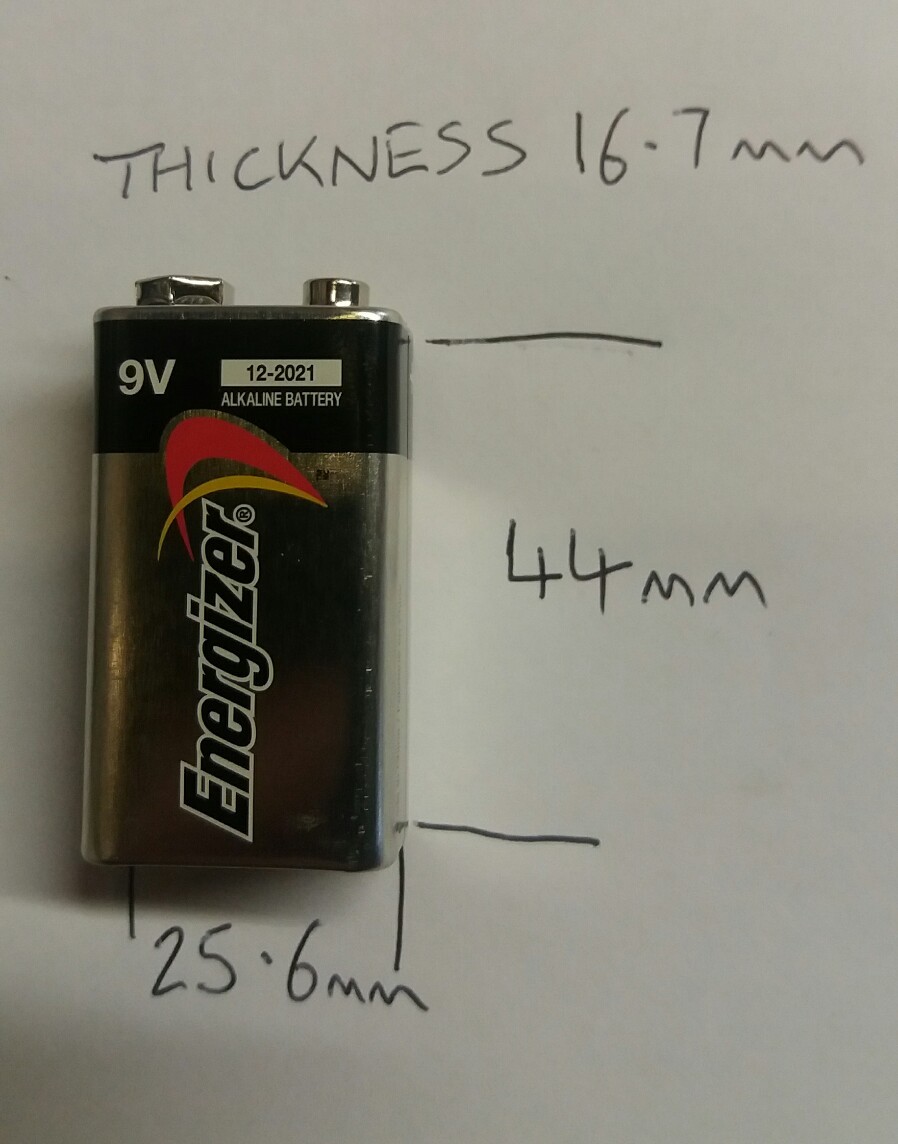 THICKNESS 16.7mm
9V
12-2021
ALKALINE BATTERY
Energizer®
44mm
25.6mm